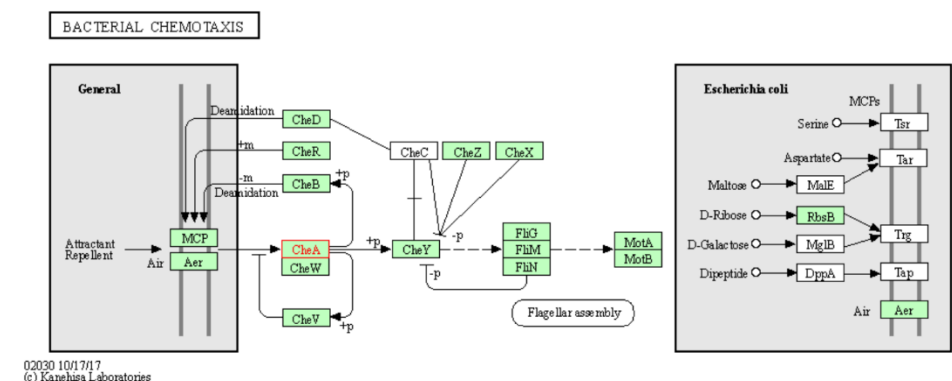 BACTERIAL CHEMOTAXIS
General
Escherichia coli
MCPs
Deamidation
CheD
Serine
Tsr
+m
CheR
CheC
CheZ
CheX
Aspartate
Tar
-m
Deamidation
CheB
+p
Maltose
MalE
D-Ribose
RbsB
Trg
Attractant
Repellent
MCP
Air
Aer
CheA
CheW
+p
CheY
-p
-p
FliG
FliM
FliN
MotA
MotB
D-Galactose
MglB
Dipeptide
DppA
Tap
CheV
+p
Flagellar assembly
Air
Aer
02030 10/17/17
(c) Kanehisa Laboratories